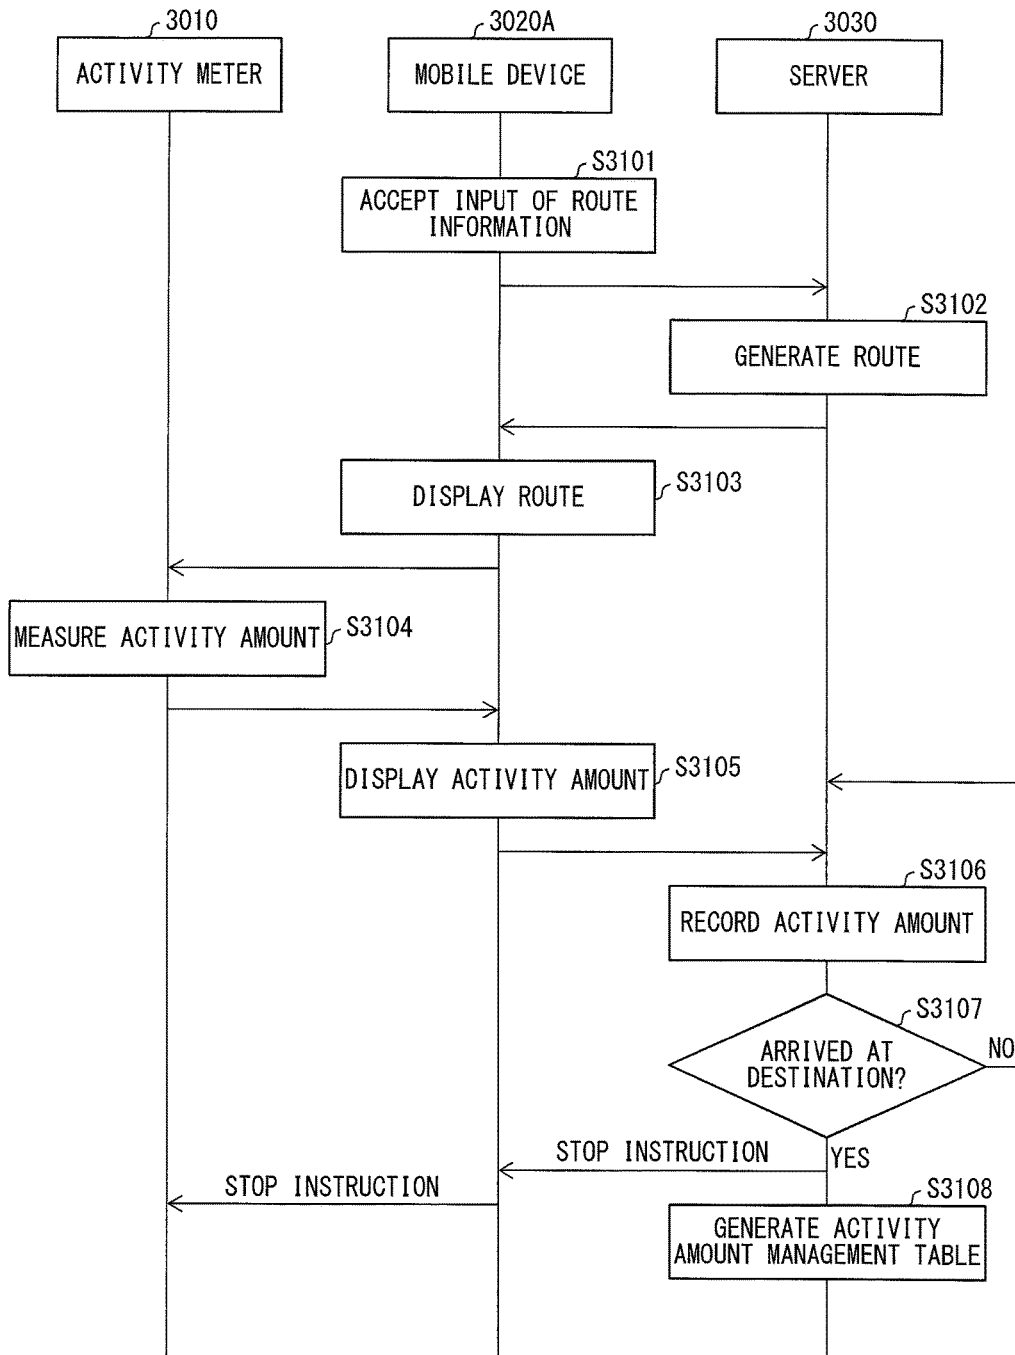 3010
3020A
3030
ACTIVITY METER
MOBILE DEVICE
SERVER
S3101
ACCEPT INPUT OF ROUTE
INFORMATION
S3102
GENERATE ROUTE
DISPLAY ROUTE
S3103
MEASURE ACTIVITY AMOUNT
S3104
DISPLAY ACTIVITY AMOUNT
S3105
S3106
RECORD ACTIVITY AMOUNT
S3107
ARRIVED AT
DESTINATION?
NO
YES
STOP INSTRUCTION
STOP INSTRUCTION
S3108
GENERATE ACTIVITY
AMOUNT MANAGEMENT TABLE